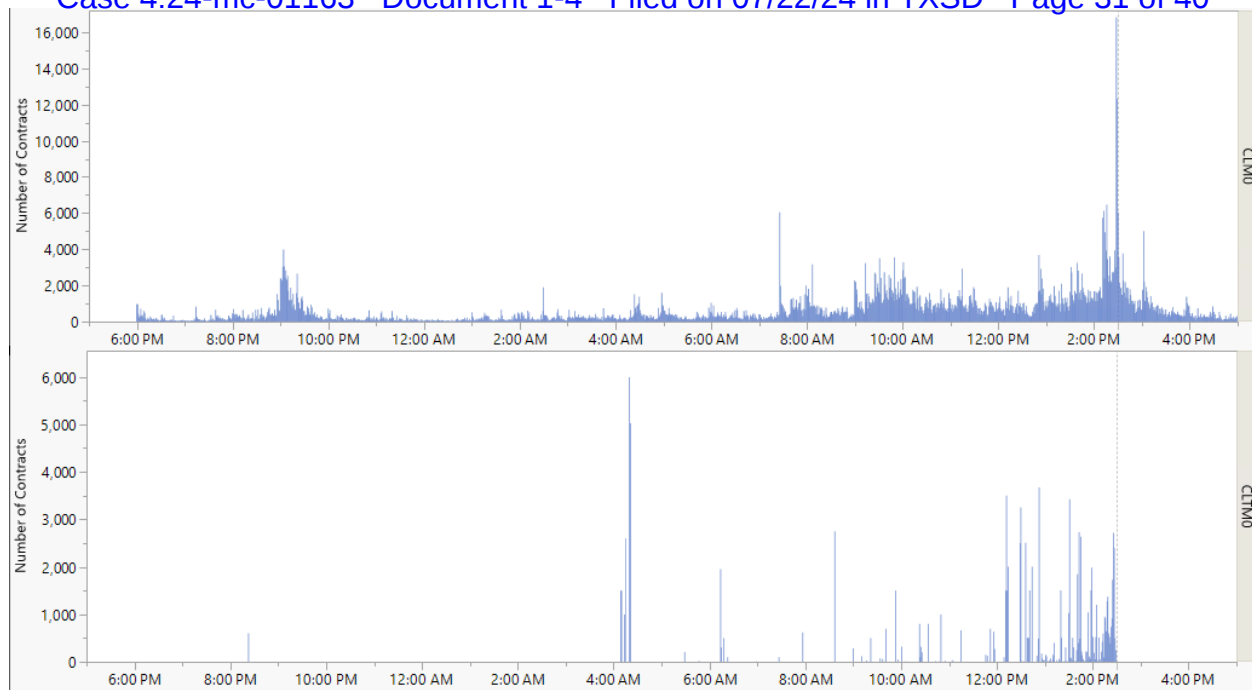 Case 4:24-mc-01163 Document 1-4 Filed on 07/22/24 in TXSD Page 31 of 40
16,000
14,000
12,000
10,000
8,000
6,000
4,000
2,000
0
Number of Contracts
CLM0
6:00 PM 8:00 PM 10:00 PM 12:00 AM 2:00 AM 4:00 AM 6:00 AM 8:00 AM 10:00 AM 12:00 PM 2:00 PM 4:00 PM
6,000
5,000
4,000
3,000
2,000
1,000
0
Number of Contracts
CLTM0
6:00 PM 8:00 PM 10:00 PM 12:00 AM 2:00 AM 4:00 AM 6:00 AM 8:00 AM 10:00 AM 12:00 PM 2:00 PM 4:00 PM